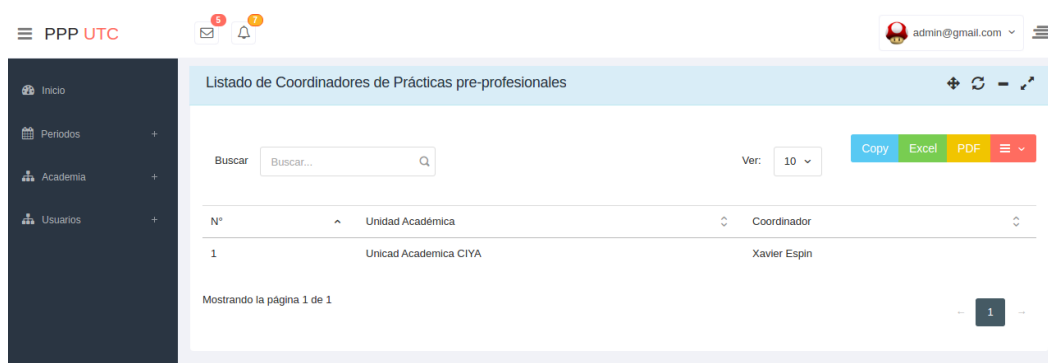 PPP UTC
5
7
admin@gmail.com
Inicio
Periodos +
Academia +
Usuarios +
Listado de Coordinadores de Prácticas pre-profesionales
Buscar Buscar... Ver: 10 Copy Excel PDF
N° Unidad Académica Coordinador
1 Unicad Academica CIYA Xavier Espin
Mostrando la página 1 de 1
← 1 →